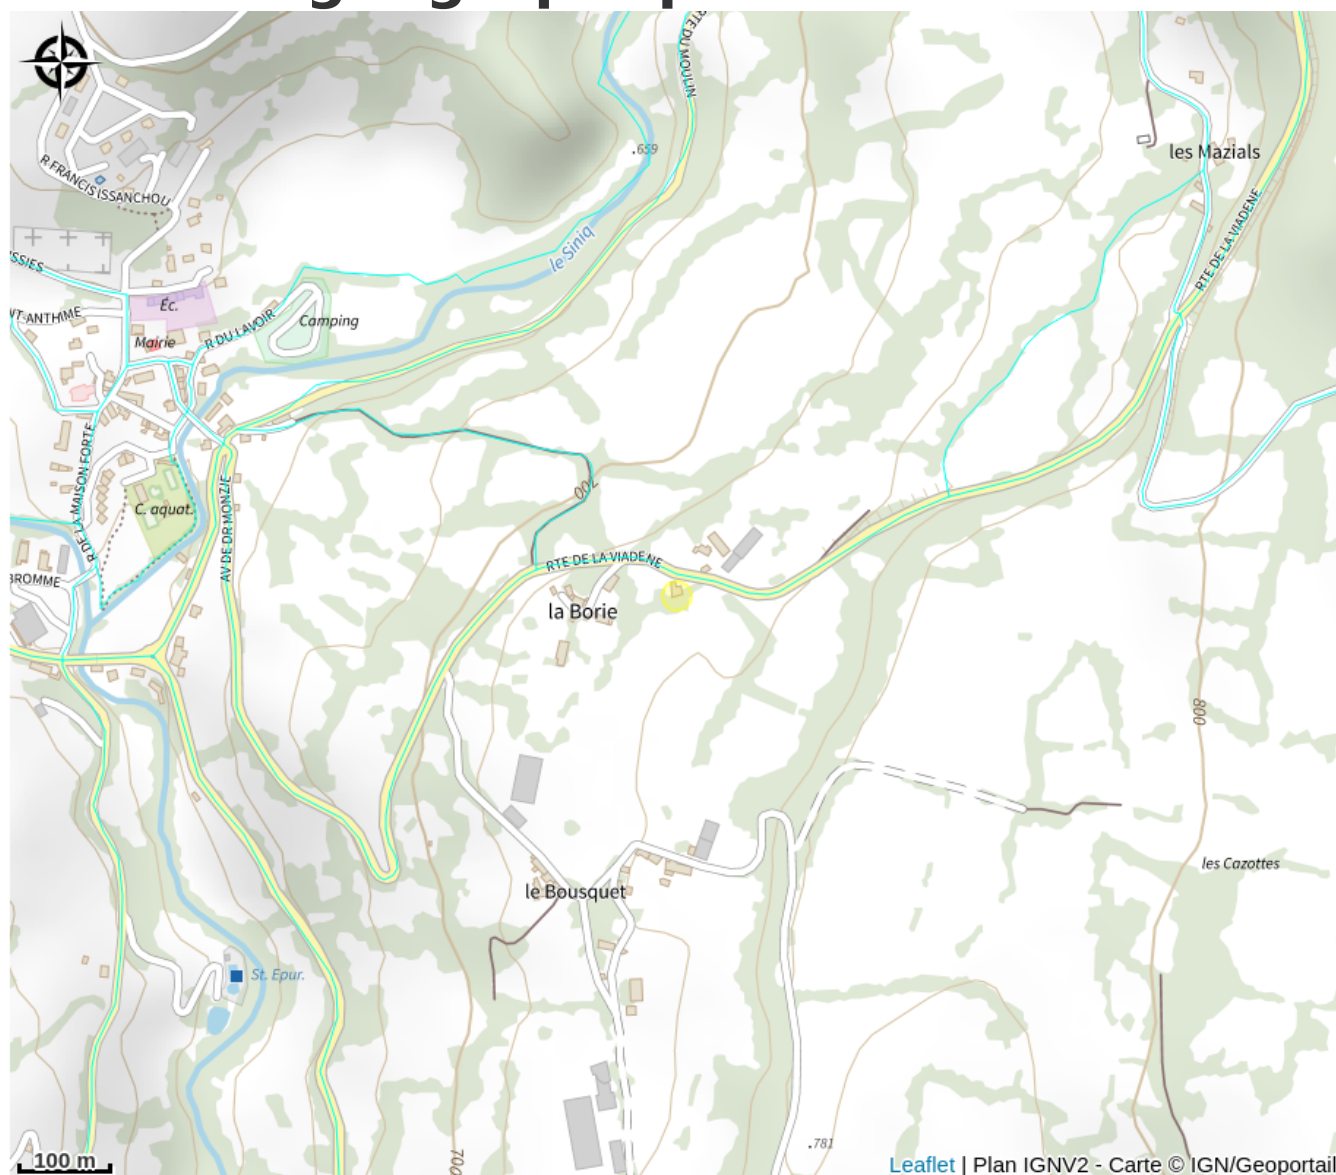 RTE DU MOULIN
.659
les Mazials
R FRANCIS ISSANCHOU
RTE DE LA VIADENE
le Siniq
SSIES
Éc.
NT-ANTHIME
Camping
R DU LAVOIR
Mairie
R DE LA MAISON FORTE
700
C. aquat.
AV DE DR MONZIE
RTE DE LA VIADENE
BROMME
la Borie
800
les Cazottes
le Bousquet
St. Epur.
.781
700
100 m
Leaflet | Plan IGNV2 - Carte © IGN/Geoportail